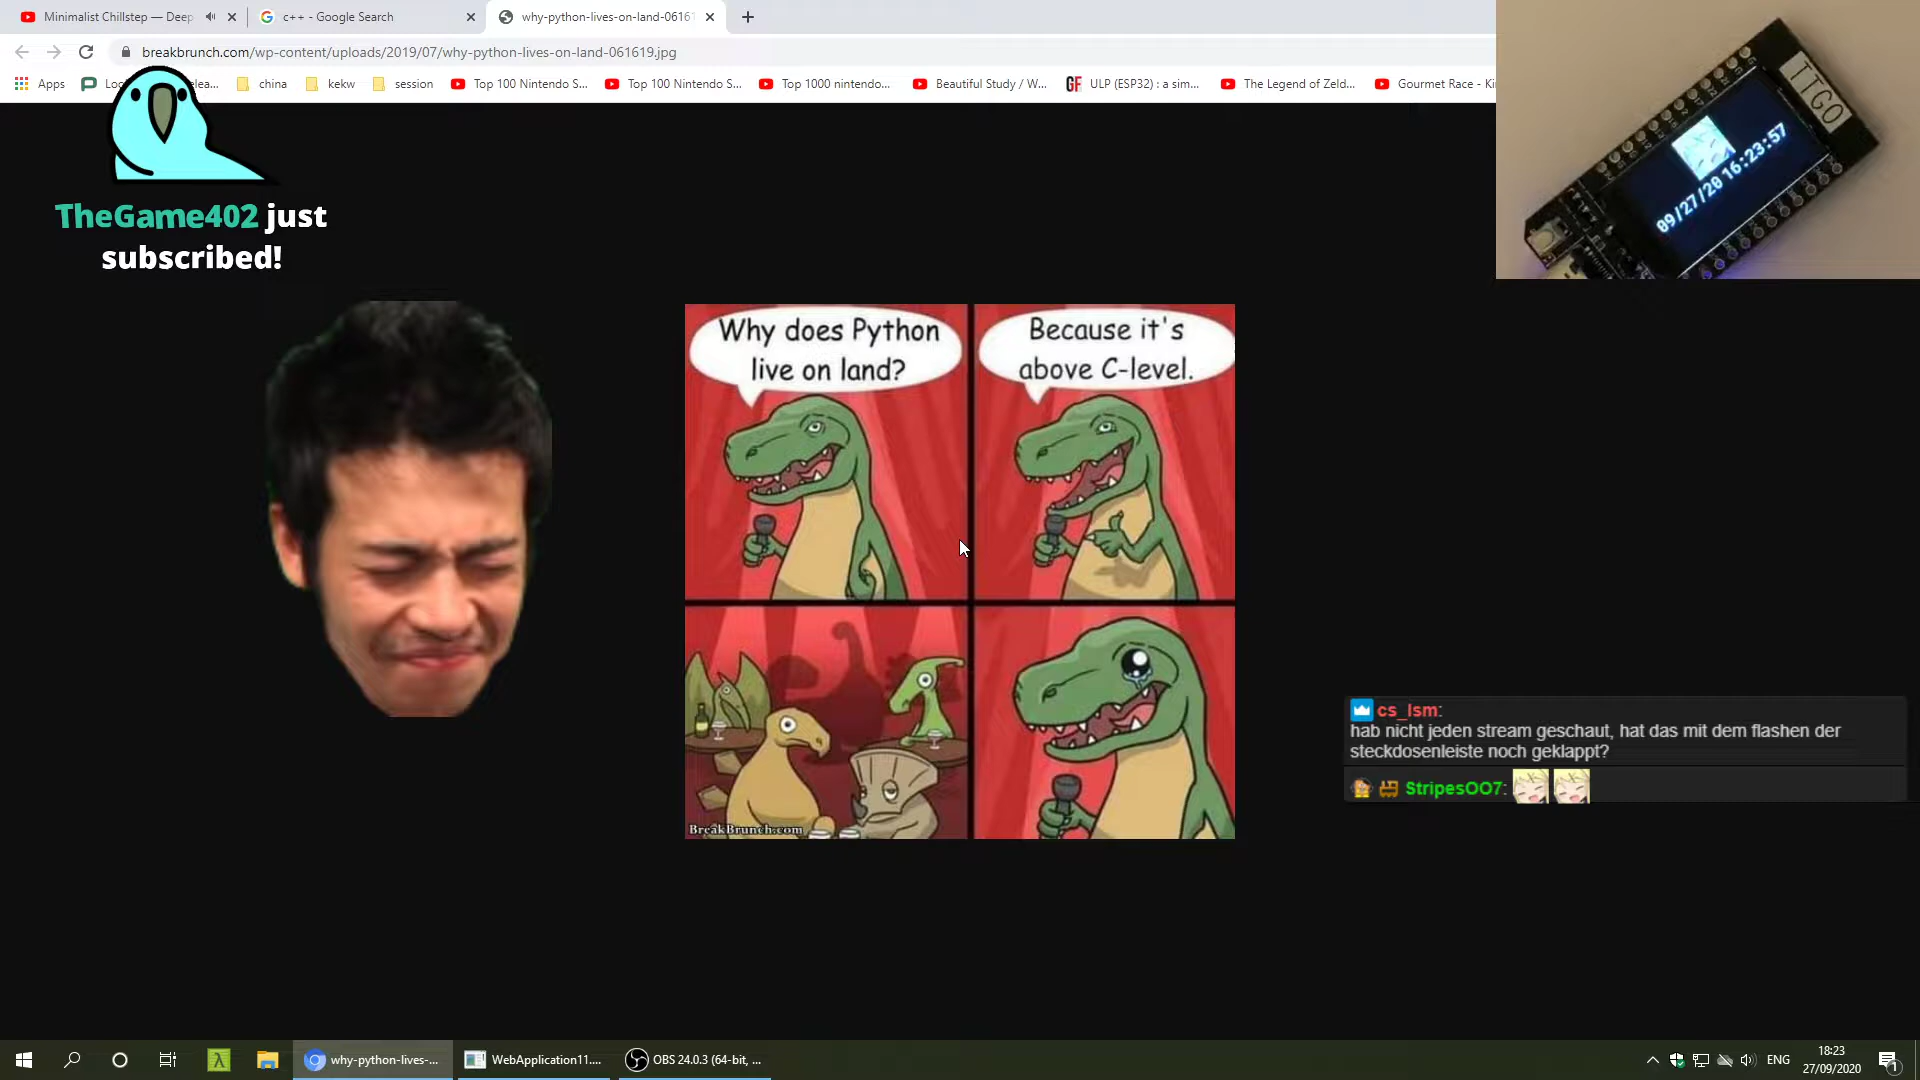 Minimalist Chillstep — Deep
c++ - Google Search
why-python-lives-on-land-06161
breakbrunch.com/wp-content/uploads/2019/07/why-python-lives-on-land-061619.jpg
Apps
china
kekw
session
Top 100 Nintendo S...
Top 100 Nintendo S...
Top 1000 nintendo...
Beautiful Study / W...
GF
ULP (ESP32) : a sim...
The Legend of Zeld...
Gourmet Race - Ki
TTGO
09/27/20 16:23:57
TheGame402 just
subscribed!
Why does Python
live on land?
Because it's
above C-level.
BreakBrunch.com
cs_lsm:
hab nicht jeden stream geschaut, hat das mit dem flashen der
steckdosenleiste noch geklappt?
StripesOO7:
why-python-lives-...
WebApplication11....
OBS 24.0.3 (64-bit, ...
ENG
18:23
27/09/2020
1